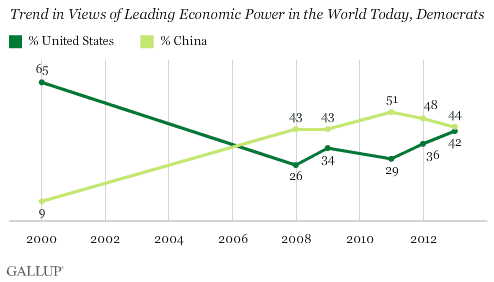 Trend in Views of Leading Economic Power in the World Today, Democrats
% United States % China
65
51
48
43 43 44
42
36
34
29
26
9
2000 2002 2004 2006 2008 2010 2012
GALLUP®